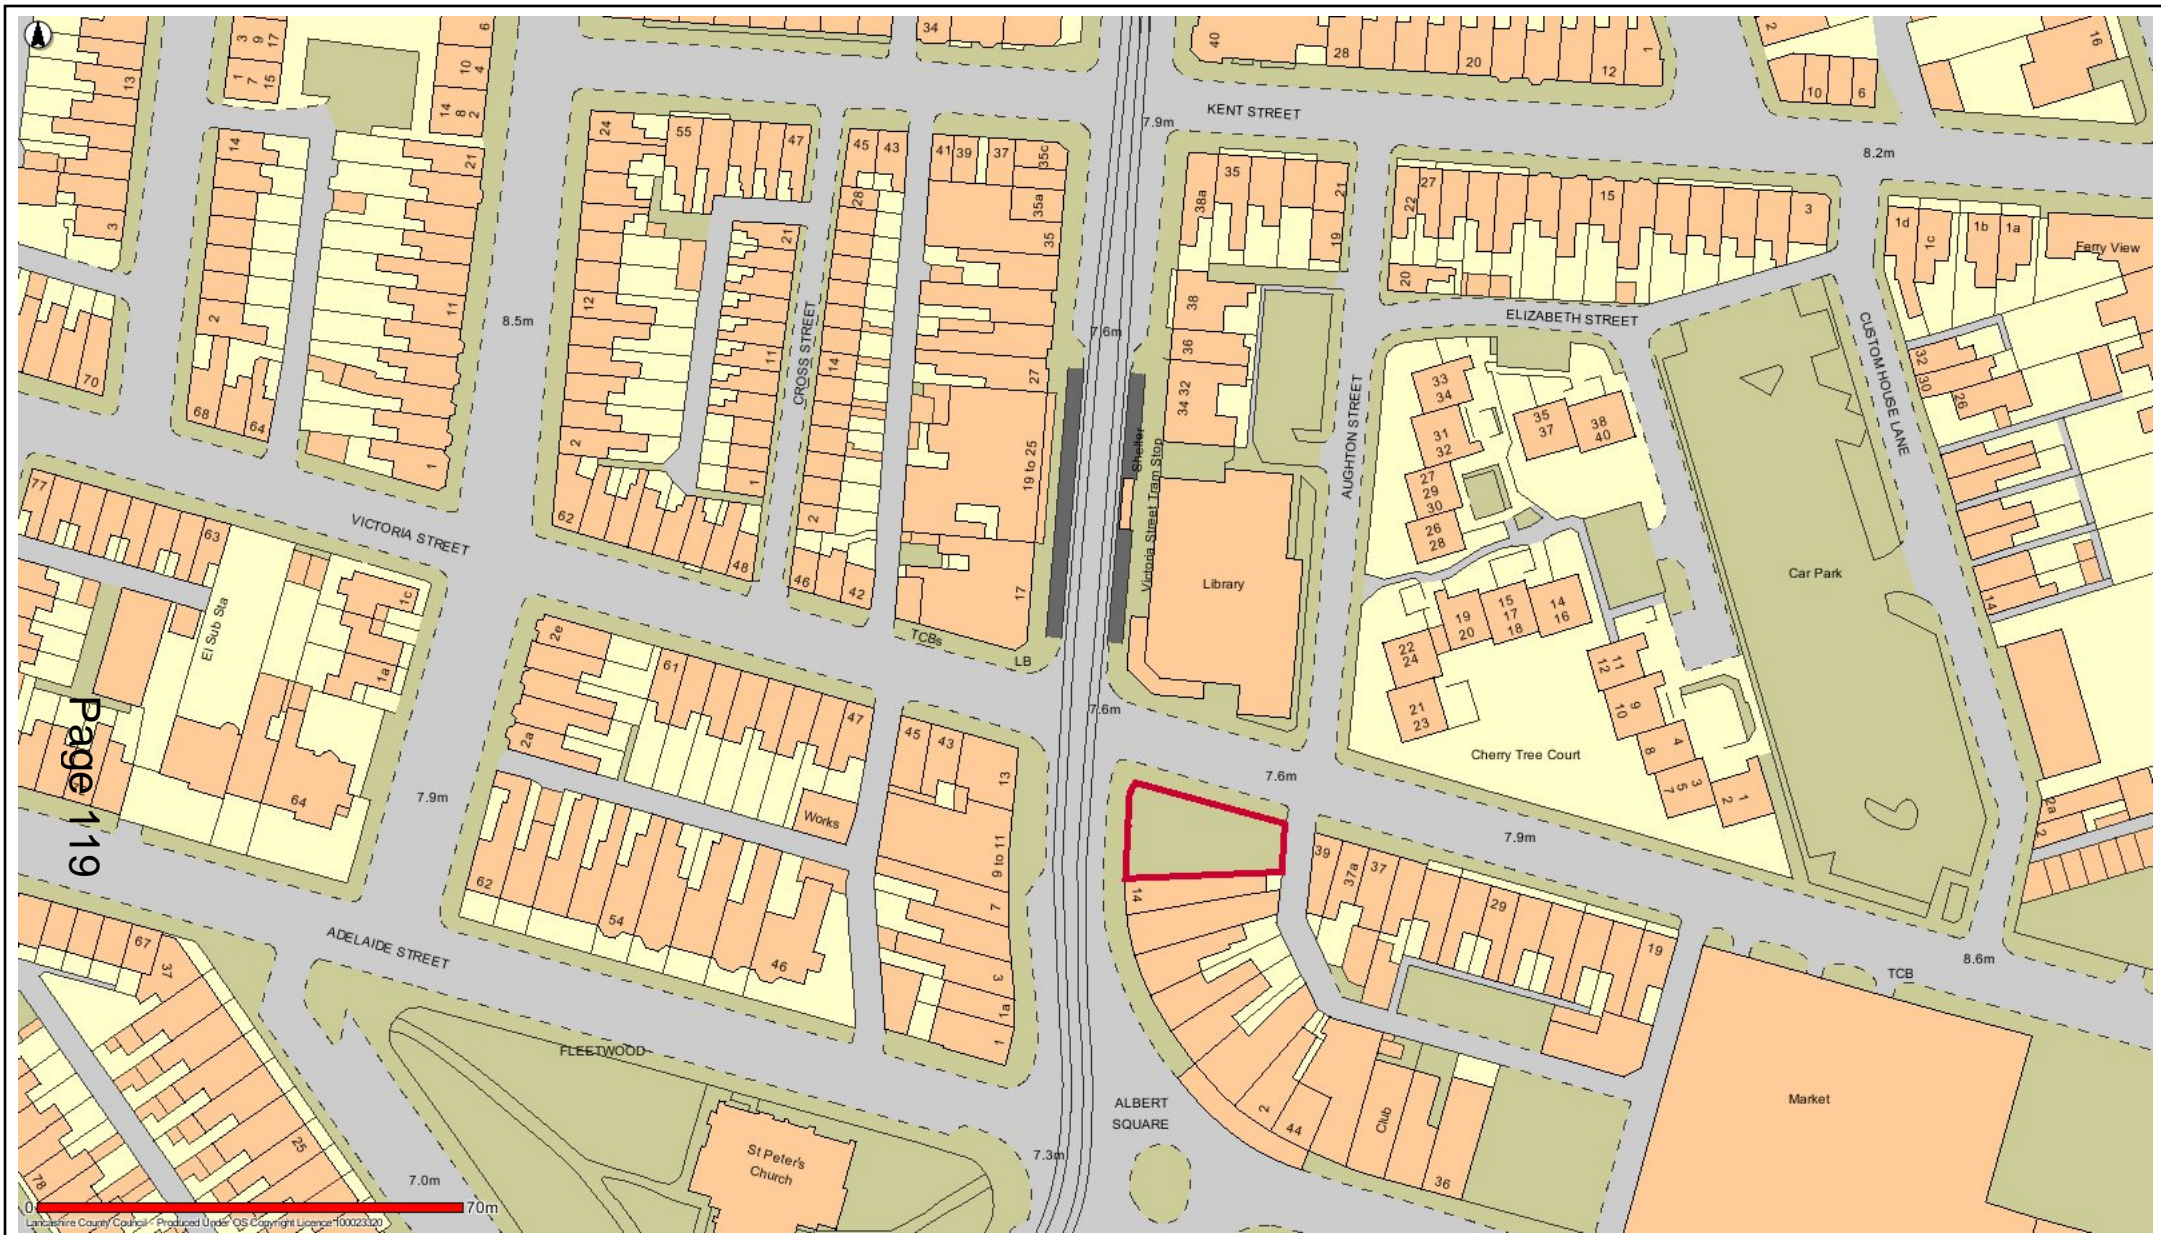 34
40
28
20
12
1
2
16
10
6
3
9
17
1
7
15
13
6
10
4
14
8
2
KENT STREET
7.9m
8.2m
14
21
24
55
47
45
43
41
39
37
35c
35a
35
38a
35
21
19
22
27
15
3
20
1d
1c
1b
1a
Ferry View
3
2
11
12
21
28
38
8.5m
CROSS STREET
11
14
7.6m
36
34 32
ELIZABETH STREET
CUSTOM HOUSE LANE
32
30
26
70
68
64
1
2
62
1
48
2
46
42
27
19 to 25
17
Shelter
Victoria Street Tram Stop
AUGHTON STREET
33
34
31
32
27
29
30
26
28
35
37
38
40
Car Park
14
77
63
VICTORIA STREET
El Sub Sta
1c
1a
64
Library
TCBs
LB
19
20
15
17
18
14
16
22
24
21
23
11
12
9
10
4
8
3
5
7
1
2
Cherry Tree Court
2e
2a
61
47
45
43
13
7.6m
7.6m
Page 119
7.9m
Works
62
54
46
9 to 11
7
3
1a
1
14
39
37a
37
29
19
7.9m
2a
2
8.6m
TCB
67
37
ADELAIDE STREET
FLEETWOOD
25
78
7.0m
St Peter's
Church
7.3m
ALBERT
SQUARE
2
44
Club
36
Market
0
70m
Lancashire County Council - Produced Under OS Copyright Licence 100023320